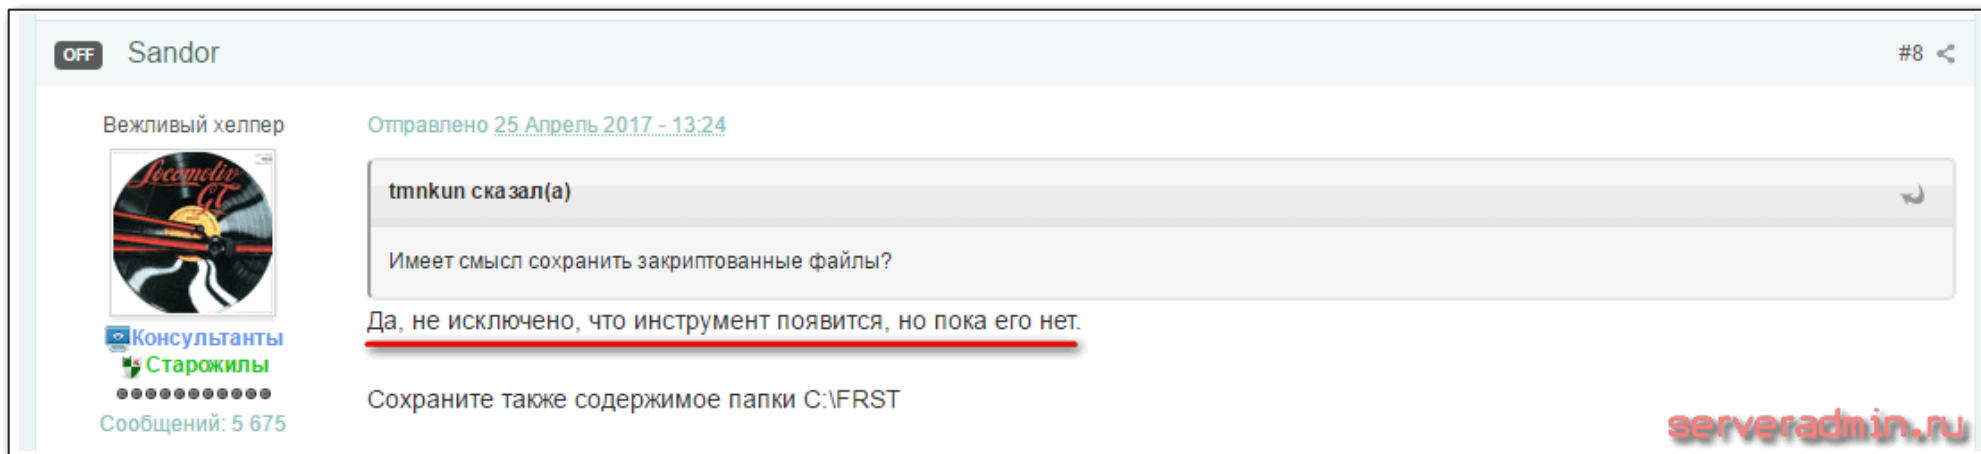 OFF Sandor #8
Вежливый хелпер
Отправлено 25 Апрель 2017 - 13:24
Locomotiv
GT
tmnkun сказал(а)
Имеет смысл сохранить закриптованные файлы?
Да, не исключено, что инструмент появится, но пока его нет.
Консультанты
Старожилы
Сообщений: 5 675
Сохраните также содержимое папки C:\FRST
serveradmin.ru